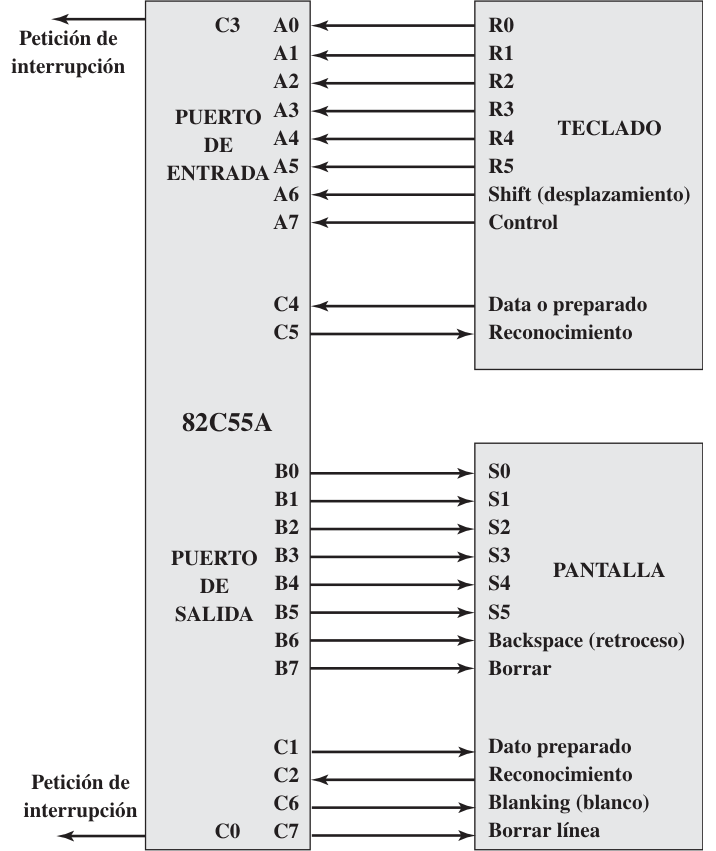 Petición de
interrupción
C3 A0 R0
A1 R1
A2 R2
A3 R3
A4 R4
A5 R5
A6 Shift (desplazamiento)
A7 Control
PUERTO
DE
ENTRADA
TECLADO
C4 Data o preparado
C5 Reconocimiento
82C55A
B0 S0
B1 S1
B2 S2
B3 S3
B4 S4
B5 S5
B6 Backspace (retroceso)
B7 Borrar
PUERTO
DE
SALIDA
PANTALLA
C1 Dato preparado
C2 Reconocimiento
C6 Blanking (blanco)
C0 C7 Borrar línea
Petición de
interrupción